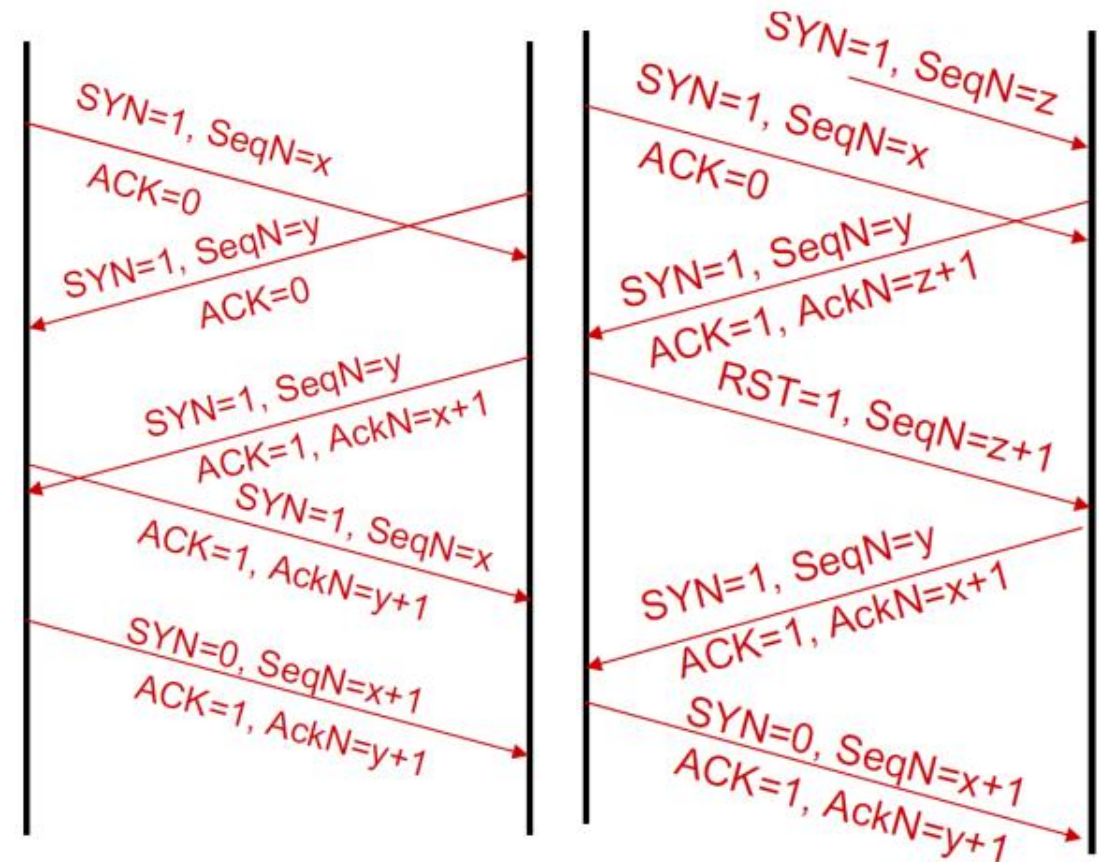 SYN=1, SeqN=x
ACK=0
SYN=1, SeqN=y
ACK=0
SYN=1, SeqN=y
ACK=1, AckN=x+1
SYN=1, SeqN=x
ACK=1, AckN=y+1
SYN=0, SeqN=x+1
ACK=1, AckN=y+1
SYN=1, SeqN=z
SYN=1, SeqN=x
ACK=0
SYN=1, SeqN=y
ACK=1, AckN=z+1
RST=1, SeqN=z+1
SYN=1, SeqN=y
ACK=1, AckN=x+1
SYN=0, SeqN=x+1
ACK=1, AckN=y+1